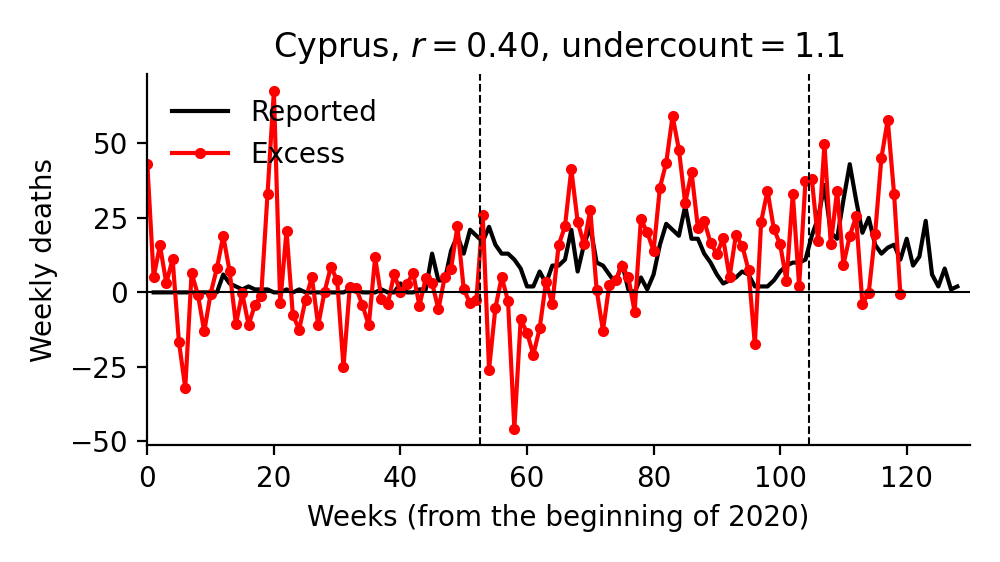 Cyprus, r = 0.40, undercount = 1.1
Reported
Excess
50
25
0
−25
−50
Weekly deaths
0 20 40 60 80 100 120
Weeks (from the beginning of 2020)